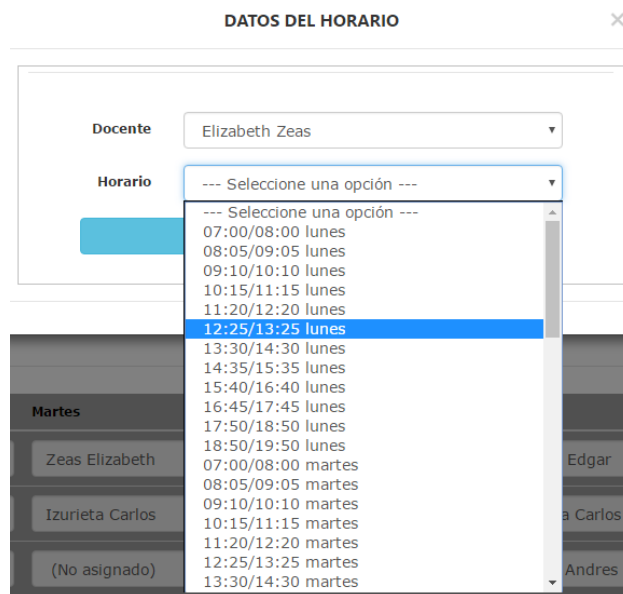 DATOS DEL HORARIO
×
Docente
Elizabeth Zeas
Horario
--- Seleccione una opción ---
--- Seleccione una opción ---
07:00/08:00 lunes
08:05/09:05 lunes
09:10/10:10 lunes
10:15/11:15 lunes
11:20/12:20 lunes
12:25/13:25 lunes
13:30/14:30 lunes
14:35/15:35 lunes
15:40/16:40 lunes
16:45/17:45 lunes
17:50/18:50 lunes
18:50/19:50 lunes
07:00/08:00 martes
08:05/09:05 martes
09:10/10:10 martes
10:15/11:15 martes
11:20/12:20 martes
12:25/13:25 martes
13:30/14:30 martes
Martes
Zeas Elizabeth
Edgar
Izurieta Carlos
a Carlos
(No asignado)
Andres